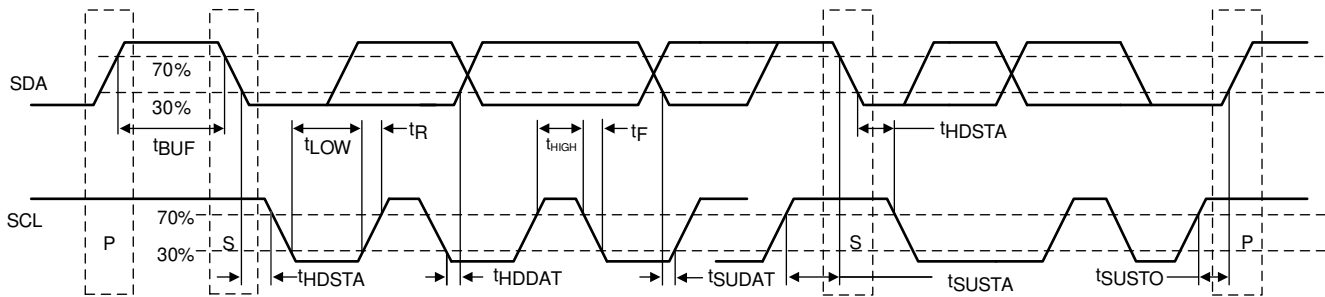 SDA
70%
30%
tBUF
tLOW
tR
tHIGH
tF
tHDSTA
SCL
70%
30%
P
S
tHDSTA
tHDDAT
tSUDAT
S
tSUSTA
tSUSTO
P